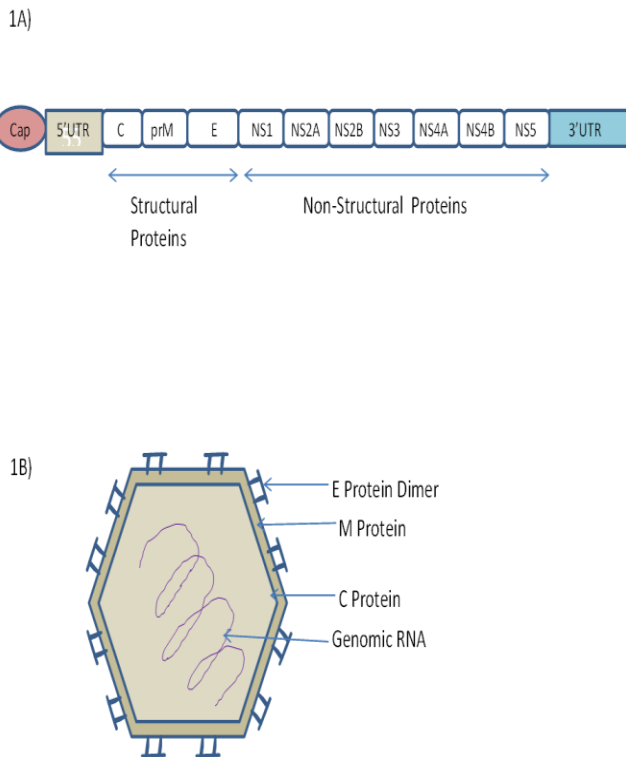 1A)
Cap 5'UTR C prM E NS1 NS2A NS2B NS3 NS4A NS4B NS5 3'UTR
Structural Proteins
Non-Structural Proteins
1B)
E Protein Dimer
M Protein
C Protein
Genomic RNA